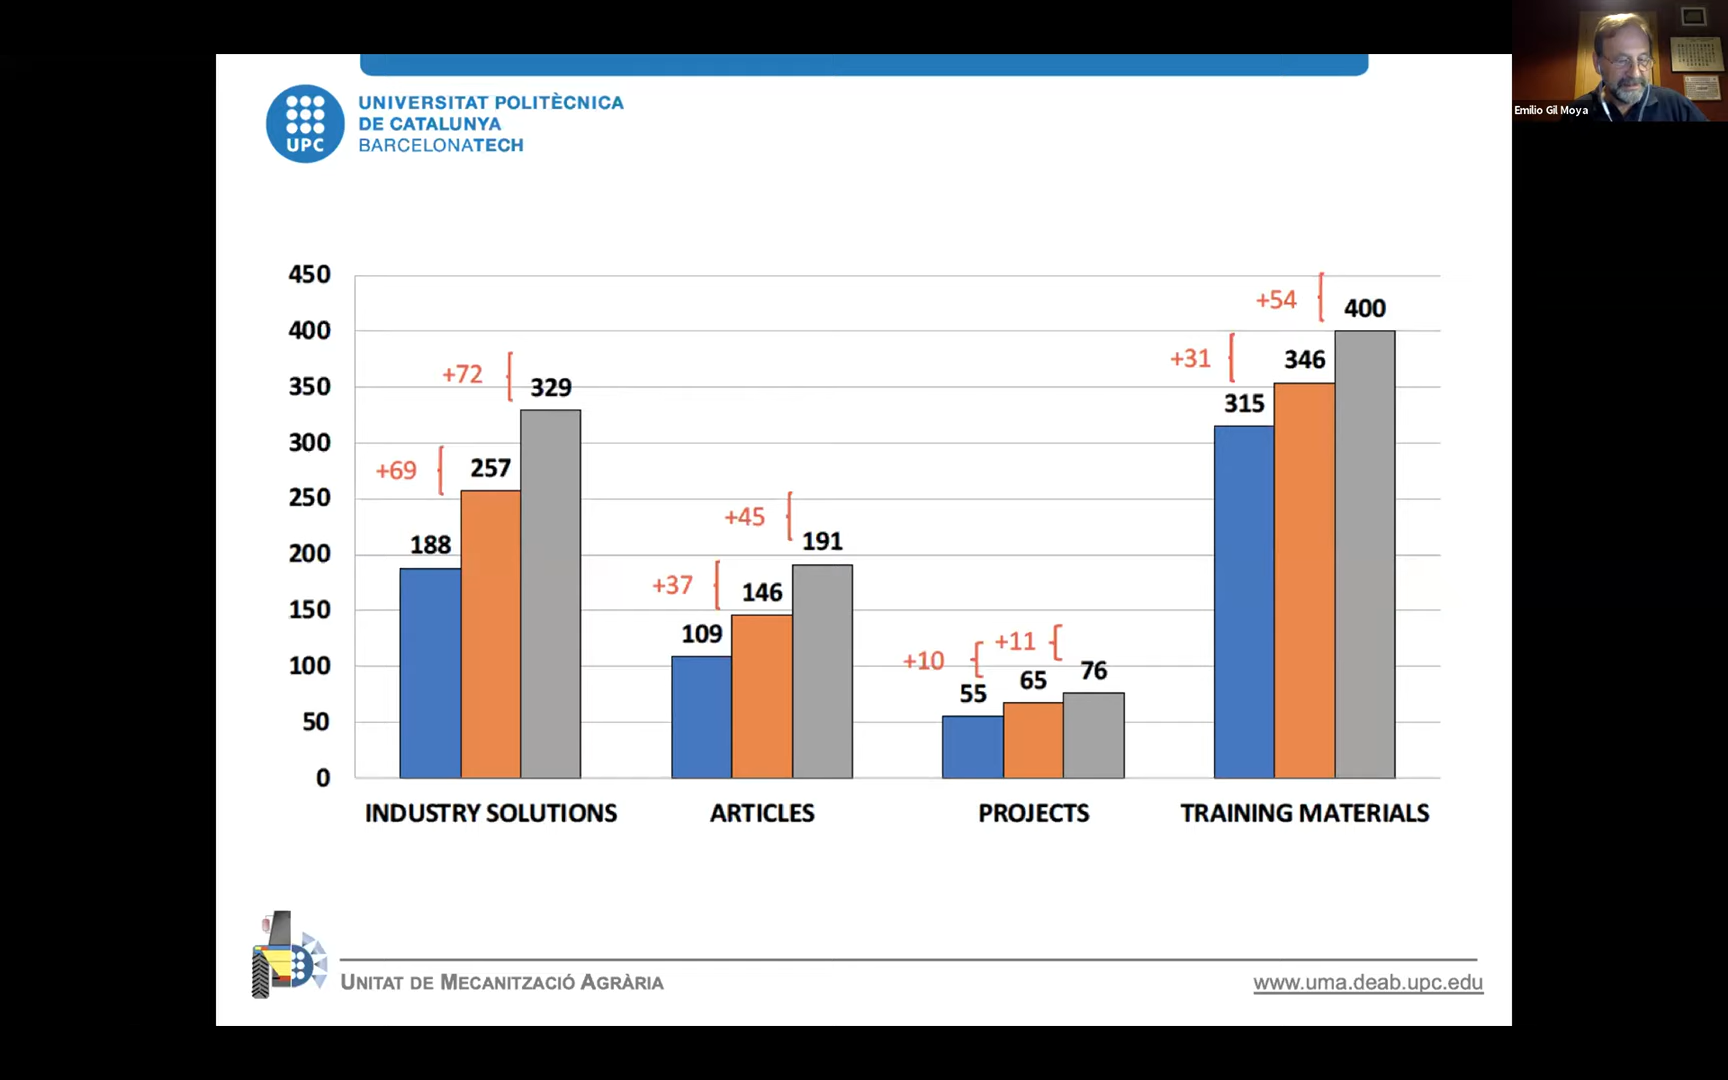 Emilio Gil Moya
UNIVERSITAT POLITÈCNICA
DE CATALUNYA
BARCELONATECH
UPC
450
400
350
300
250
200
150
100
50
0
+72
329
+69
257
188
+45
191
+37
146
109
+10
+11
55
65
76
+54
400
+31
346
315
INDUSTRY SOLUTIONS
ARTICLES
PROJECTS
TRAINING MATERIALS
UNITAT DE MECANITZACIÓ AGRÀRIA
www.uma.deab.upc.edu